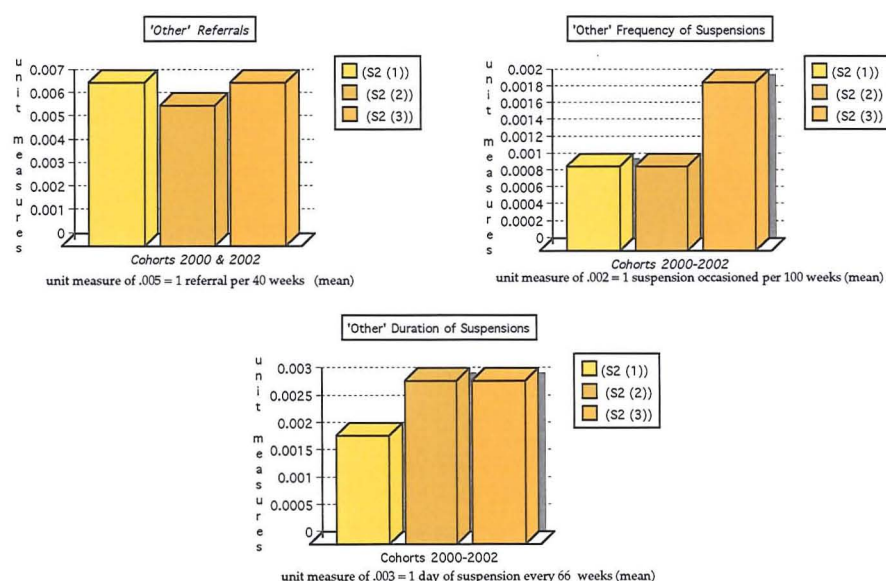 'Other' Referrals
unit measures
0.007
0.006
0.005
0.004
0.003
0.002
0.001
0
(S2 (1))
(S2 (2))
(S2 (3))
Cohorts 2000 & 2002
unit measure of .005 = 1 referral per 40 weeks (mean)
'Other' Frequency of Suspensions
unit measures
0.002
0.0018
0.0016
0.0014
0.0012
0.001
0.0008
0.0006
0.0004
0.0002
0
(S2 (1))
(S2 (2))
(S2 (3))
Cohorts 2000-2002
unit measure of .002 = 1 suspension occasioned per 100 weeks (mean)
'Other' Duration of Suspensions
unit measures
0.003
0.0025
0.002
0.0015
0.001
0.0005
0
(S2 (1))
(S2 (2))
(S2 (3))
Cohorts 2000-2002
unit measure of .003 = 1 day of suspension every 66 weeks (mean)